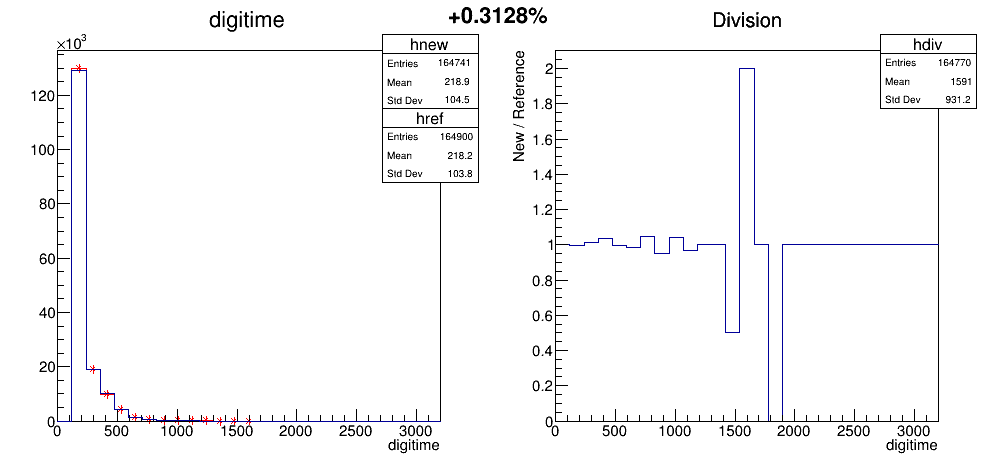 +0.3128%
digitime
×10³
hnew
Entries 164741
Mean 218.9
Std Dev 104.5
href
Entries 164900
Mean 218.2
Std Dev 103.8
120
100
80
60
40
20
0
0 500 1000 1500 2000 2500 3000
digitime
Division
hdiv
Entries 164770
Mean 1591
Std Dev 931.2
New / Reference
2
1.8
1.6
1.4
1.2
1
0.8
0.6
0.4
0.2
0
0 500 1000 1500 2000 2500 3000
digitime